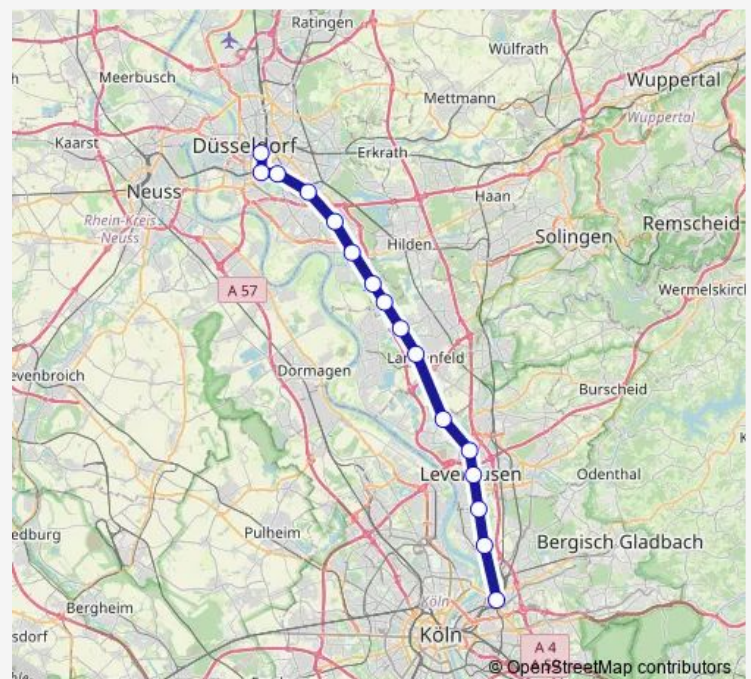 Ratingen
Wülfrath
Meerbusch
Wuppertal
Mettmann
Wuppertal
Kaarst
Düsseldorf
Erkrath
Neuss
Haan
Rhein-Kreis
Neuss
Remscheid
Solingen
Hilden
A 57
Wermelskirch
Dormagen
evenbroich
Burscheid
Leverkusen
Odenthal
Pulheim
edburg
Bergisch Gladbach
Bergheim
Köln
Köln
sdorf
A 4
© OpenStreetMap contributors